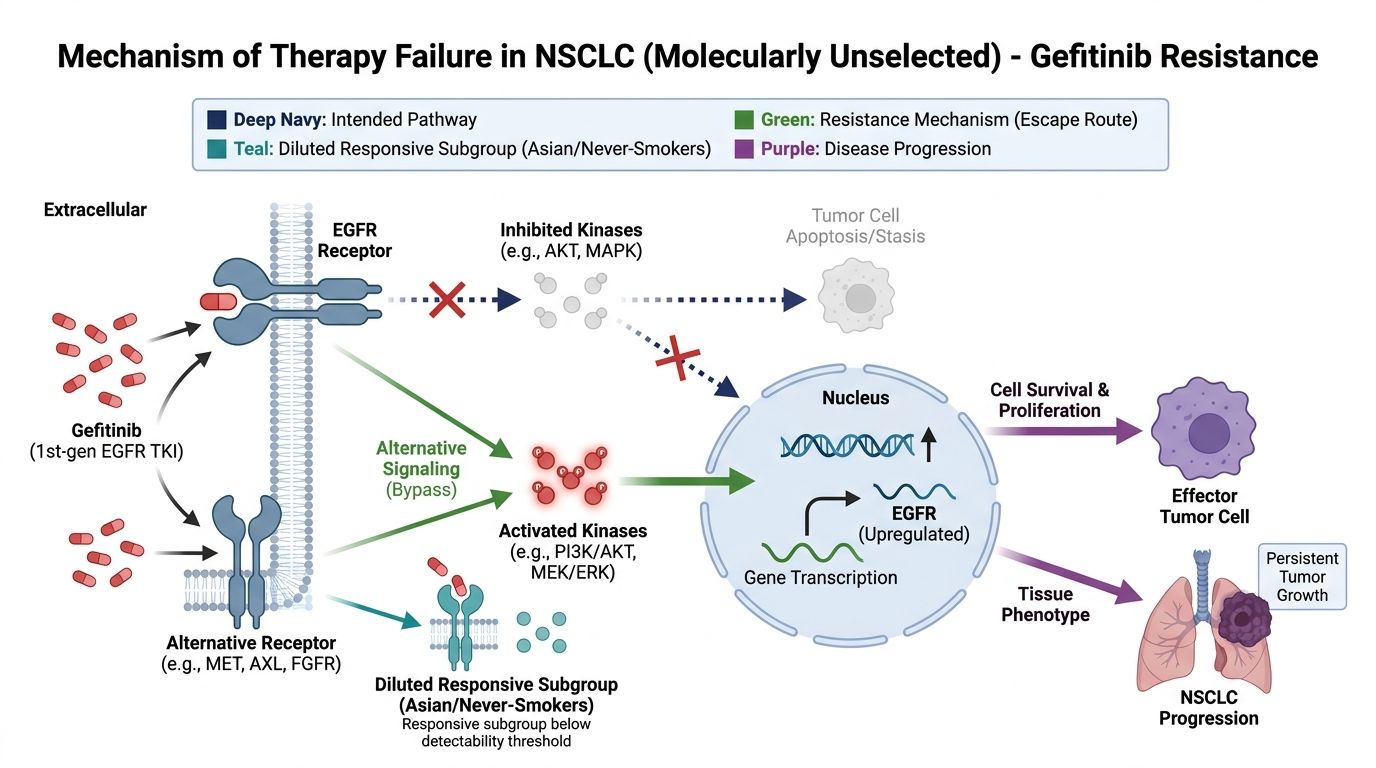 Mechanism of Therapy Failure in NSCLC (Molecularly Unselected) - Gefitinib Resistance
Deep Navy: Intended Pathway
Green: Resistance Mechanism (Escape Route)
Teal: Diluted Responsive Subgroup (Asian/Never-Smokers)
Purple: Disease Progression
Extracellular
EGFR
Receptor
Inhibited Kinases
(e.g., AKT, MAPK)
Tumor Cell
Apoptosis/Stasis
Gefitinib
(1st-gen EGFR TKI)
Alternative
Signaling
(Bypass)
Activated Kinases
(e.g., PI3K/AKT,
MEK/ERK)
Nucleus
EGFR
(Upregulated)
Gene Transcription
Cell Survival &
Proliferation
Effector
Tumor Cell
Tissue
Phenotype
Persistent
Tumor
Growth
NSCLC
Progression
Alternative Receptor
(e.g., MET, AXL, FGFR)
Diluted Responsive Subgroup
(Asian/Never-Smokers)
Responsive subgroup below
detectability threshold